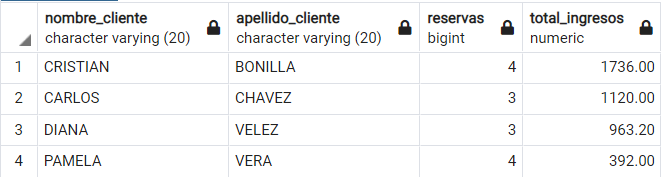 nombre_cliente apellido_cliente reservas total_ingresos
character varying (20) character varying (20) bigint numeric
1 CRISTIAN BONILLA 4 1736.00
2 CARLOS CHAVEZ 3 1120.00
3 DIANA VELEZ 3 963.20
4 PAMELA VERA 4 392.00